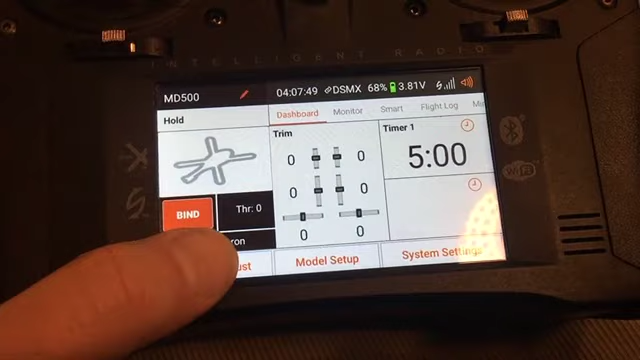 INTELLIGENT RADIO
MD500 04:07:49 DSMX 68% 3.81V
Hold
Dashboard Monitor Smart Flight Log
Trim
Timer 1
0 0
5:00
0 0
BIND
Thr: 0
0 0
Model Setup
System Settings